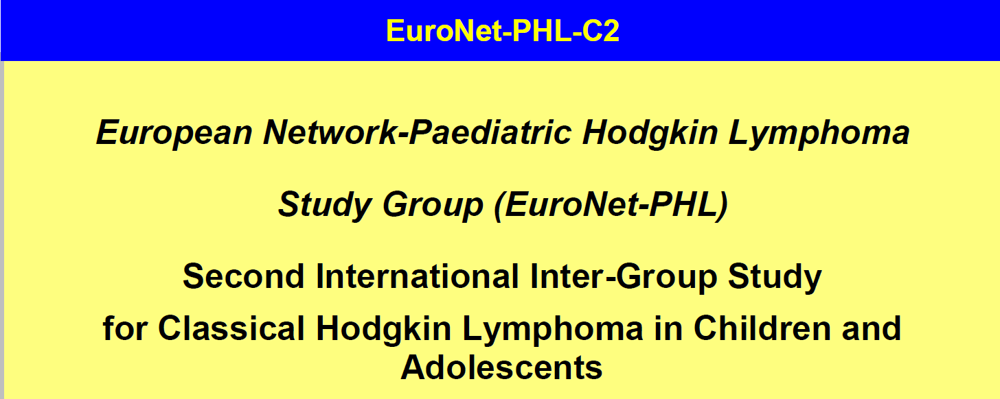 EuroNet-PHL-C2
European Network-Paediatric Hodgkin Lymphoma
Study Group (EuroNet-PHL)
Second International Inter-Group Study
for Classical Hodgkin Lymphoma in Children and
Adolescents